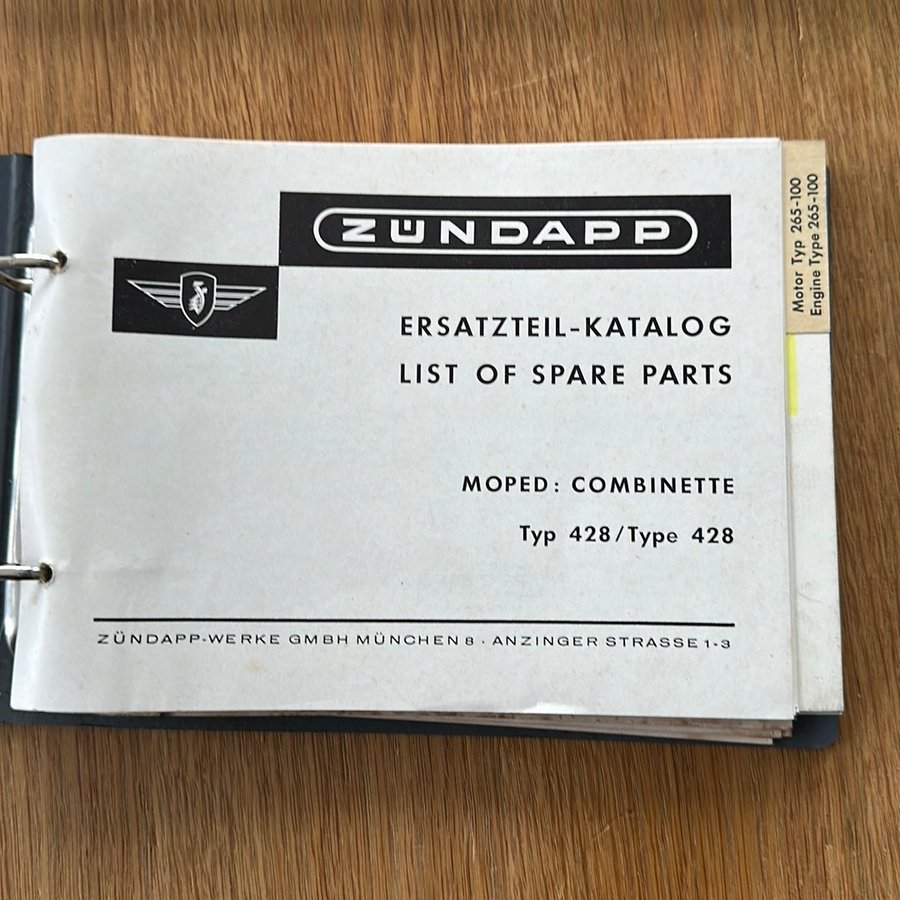 ZÜNDAPP
ERSATZTEIL-KATALOG
LIST OF SPARE PARTS
MOPED: COMBINETTE
Typ 428/Type 428
ZÜNDAPP-WERKE GMBH MÜNCHEN 8 · ANZINGER STRASSE 1-3
Motor Typ 265-100
Engine Type 265-100